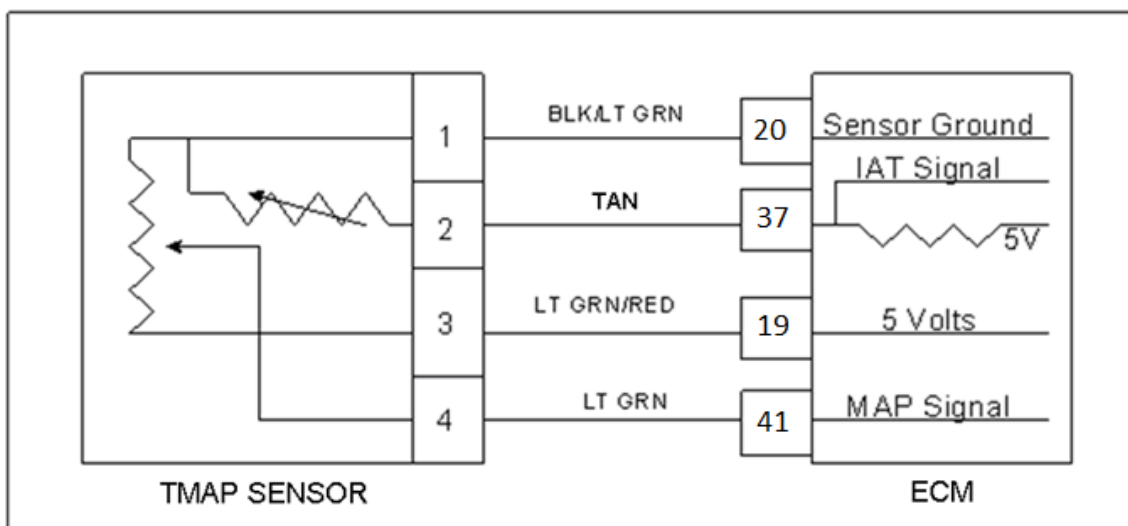 1 BLK/LT GRN 20 Sensor Ground
IAT Signal
2 TAN 37 5V
3 LT GRN/RED 19 5 Volts
4 LT GRN 41 MAP Signal
TMAP SENSOR ECM